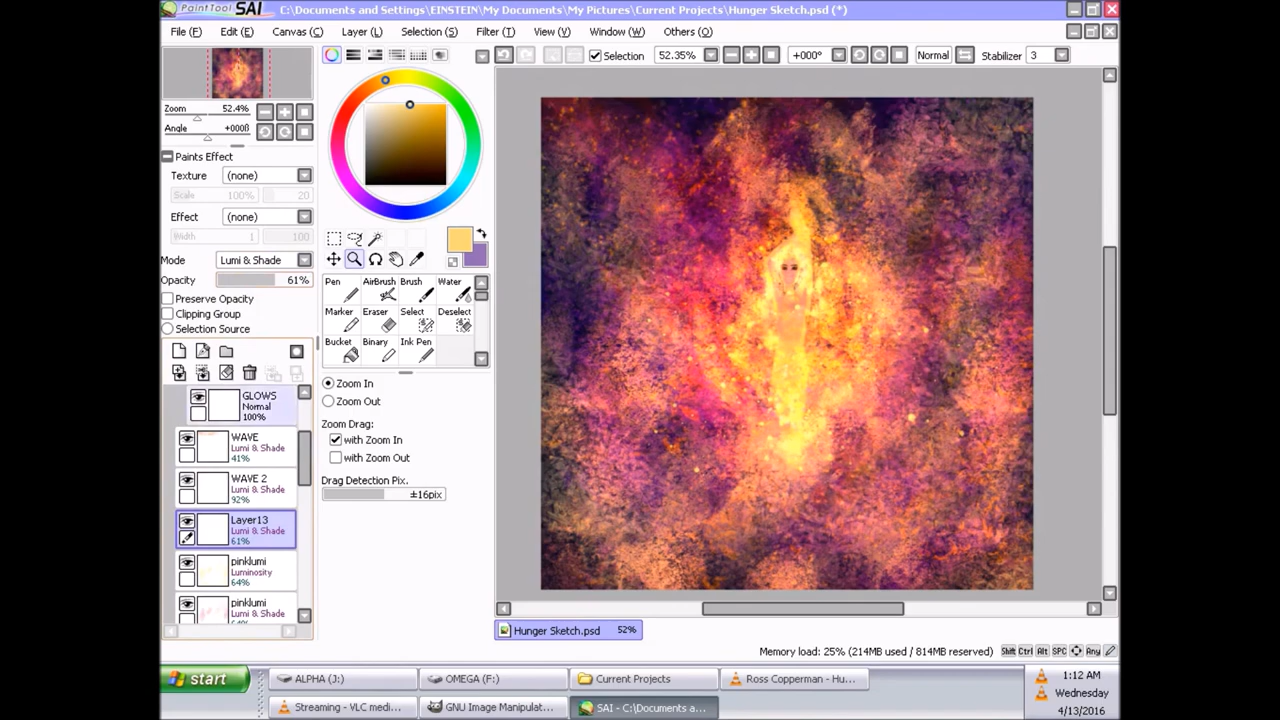 PaintTool SAI C:\Documents and Settings\EINSTEIN\My Documents\My Pictures\Current Projects\Hunger Sketch.psd (*)
File (F) Edit (E) Canvas (C) Layer (L) Selection (S) Filter (T) View (V) Window (W) Others (O)
Selection 52.35% +000° Normal Stabilizer 3
Zoom 52.4%
Angle +000ß
Paints Effect
Texture (none)
Scale 100% 20
Effect (none)
Width 1 100
Mode Lumi & Shade
Opacity 61%
Preserve Opacity
Clipping Group
Selection Source
GLOWS
Normal
100%
WAVE
Lumi & Shade
41%
WAVE 2
Lumi & Shade
92%
Layer13
Lumi & Shade
61%
pinklumi
Luminosity
64%
pinklumi
Lumi & Shade
Pen AirBrush Brush Water
Marker Eraser Select Deselect
Bucket Binary Ink Pen
Zoom In
Zoom Out
Zoom Drag:
with Zoom In
with Zoom Out
Drag Detection Pix.
±16pix
Hunger Sketch.psd 52%
Memory load: 25% (214MB used / 814MB reserved) Shift Ctrl Alt SPC Any
start
ALPHA (J:) OMEGA (F:) Current Projects Ross Copperman - Hu...
Streaming - VLC medi... GNU Image Manipulat... SAI - C:\Documents a...
1:12 AM
Wednesday
4/13/2016